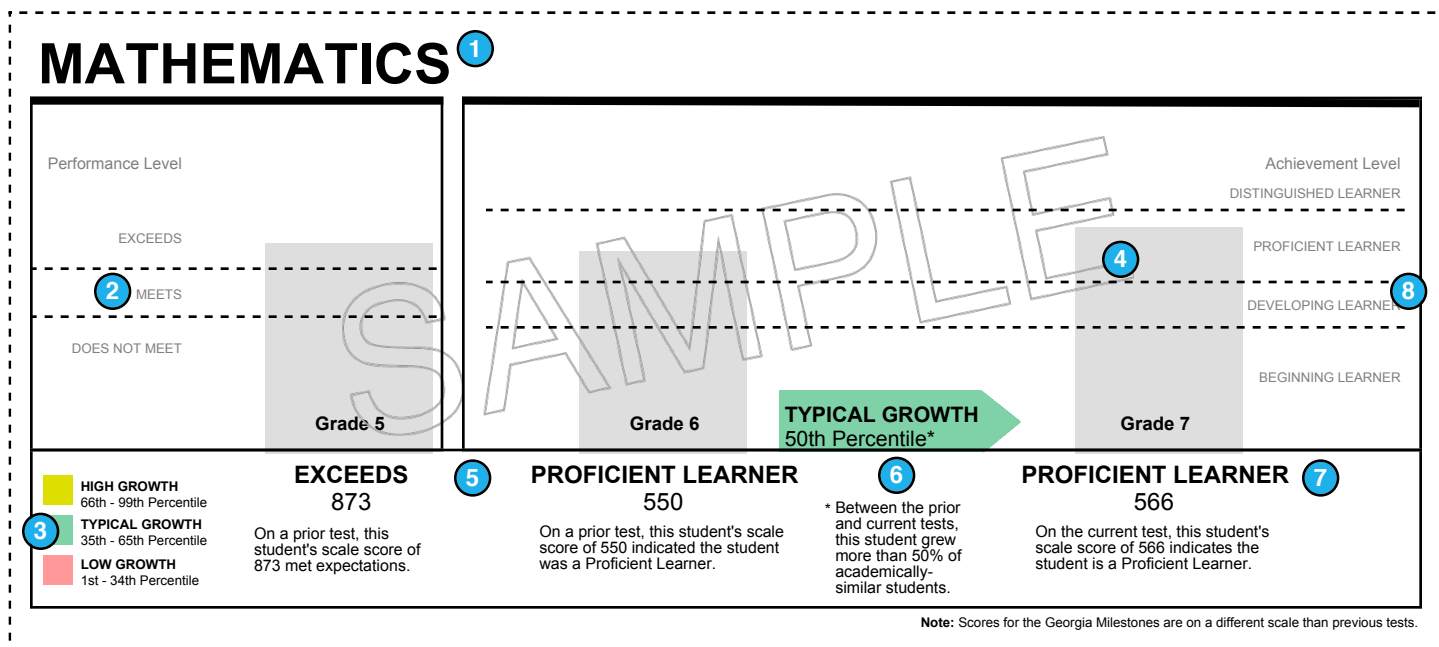 MATHEMATICS 1
Performance Level
EXCEEDS
2 MEETS
DOES NOT MEET
Grade 5
Achievement Level
DISTINGUISHED LEARNER
PROFICIENT LEARNER
4
8
DEVELOPING LEARNER
BEGINNING LEARNER
SAMPLE
Grade 6
TYPICAL GROWTH
50th Percentile*
Grade 7
HIGH GROWTH
66th - 99th Percentile
3
TYPICAL GROWTH
35th - 65th Percentile
LOW GROWTH
1st - 34th Percentile
EXCEEDS
873
On a prior test, this
student's scale score of
873 met expectations.
5
PROFICIENT LEARNER
550
On a prior test, this student's scale
score of 550 indicated the student
was a Proficient Learner.
6
* Between the prior
and current tests,
this student grew
more than 50% of
academically-
similar students.
PROFICIENT LEARNER 7
566
On the current test, this student's
scale score of 566 indicates the
student is a Proficient Learner.
Note: Scores for the Georgia Milestones are on a different scale than previous tests.